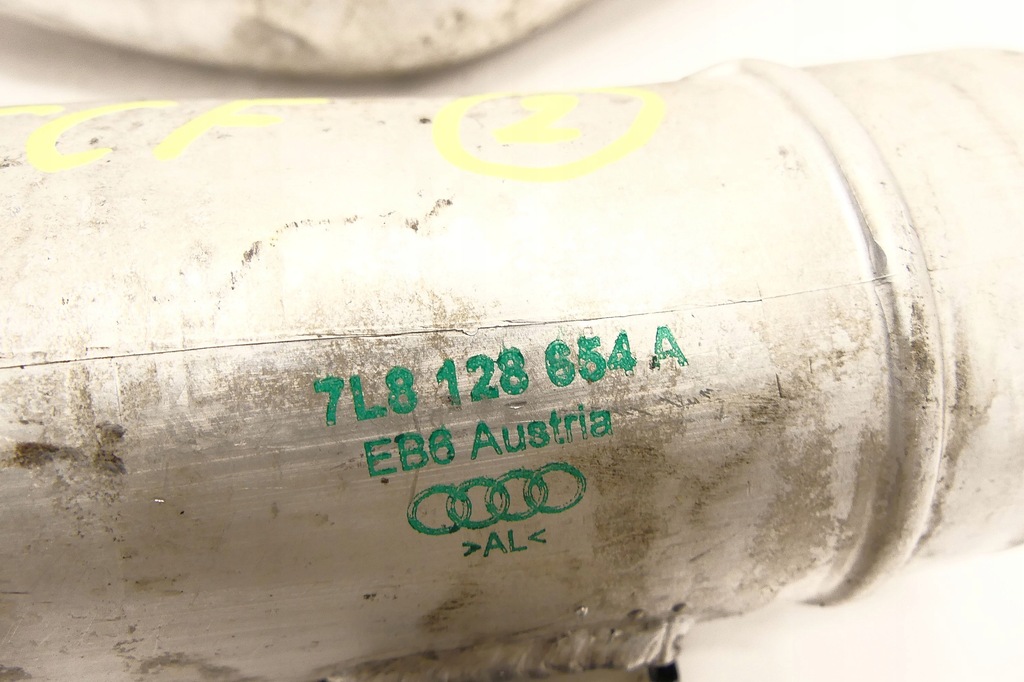 CF 2
7L8 128 654 A
EB6 Austria
>AL<